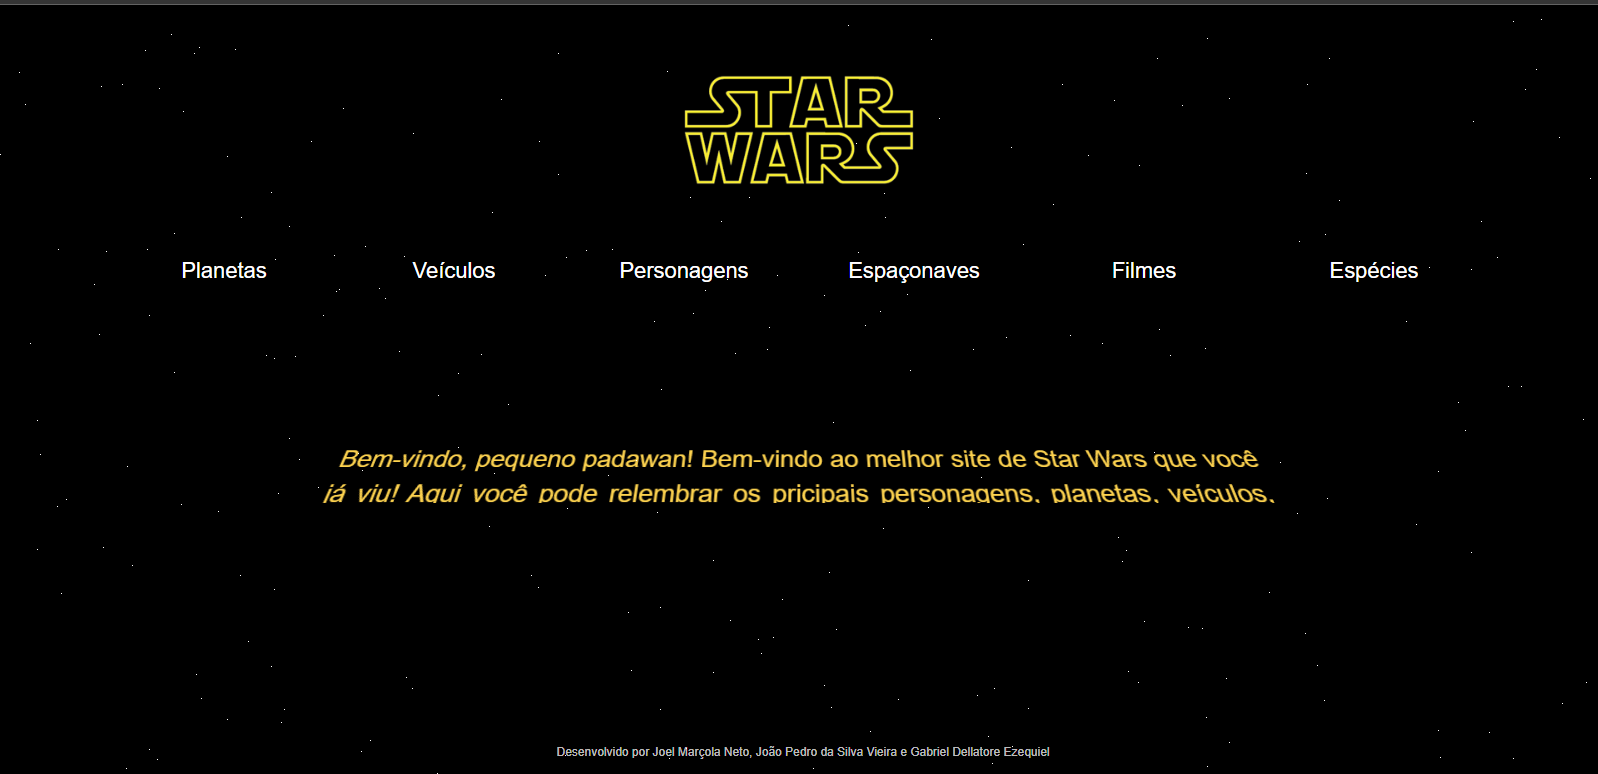 STAR
WARS
Planetas Veículos Personagens Espaçonaves Filmes Espécies
Bem-vindo, pequeno padawan! Bem-vindo ao melhor site de Star Wars que você
já viu! Aqui você pode relembrar os pricipais personagens, planetas, veículos,
Desenvolvido por Joel Marçola Neto, João Pedro da Silva Vieira e Gabriel Dellatore Ezequiel